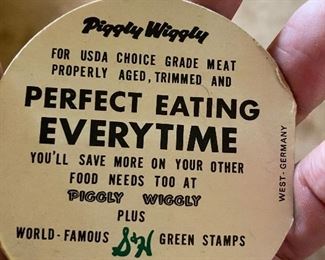 Piggly Wiggly
FOR USDA CHOICE GRADE MEAT
PROPERLY AGED, TRIMMED AND
PERFECT EATING
EVERYTIME
YOU'LL SAVE MORE ON YOUR OTHER
FOOD NEEDS TOO AT
PIGGLY WIGGLY
PLUS
WORLD-FAMOUS S&H GREEN STAMPS
WEST-GERMANY